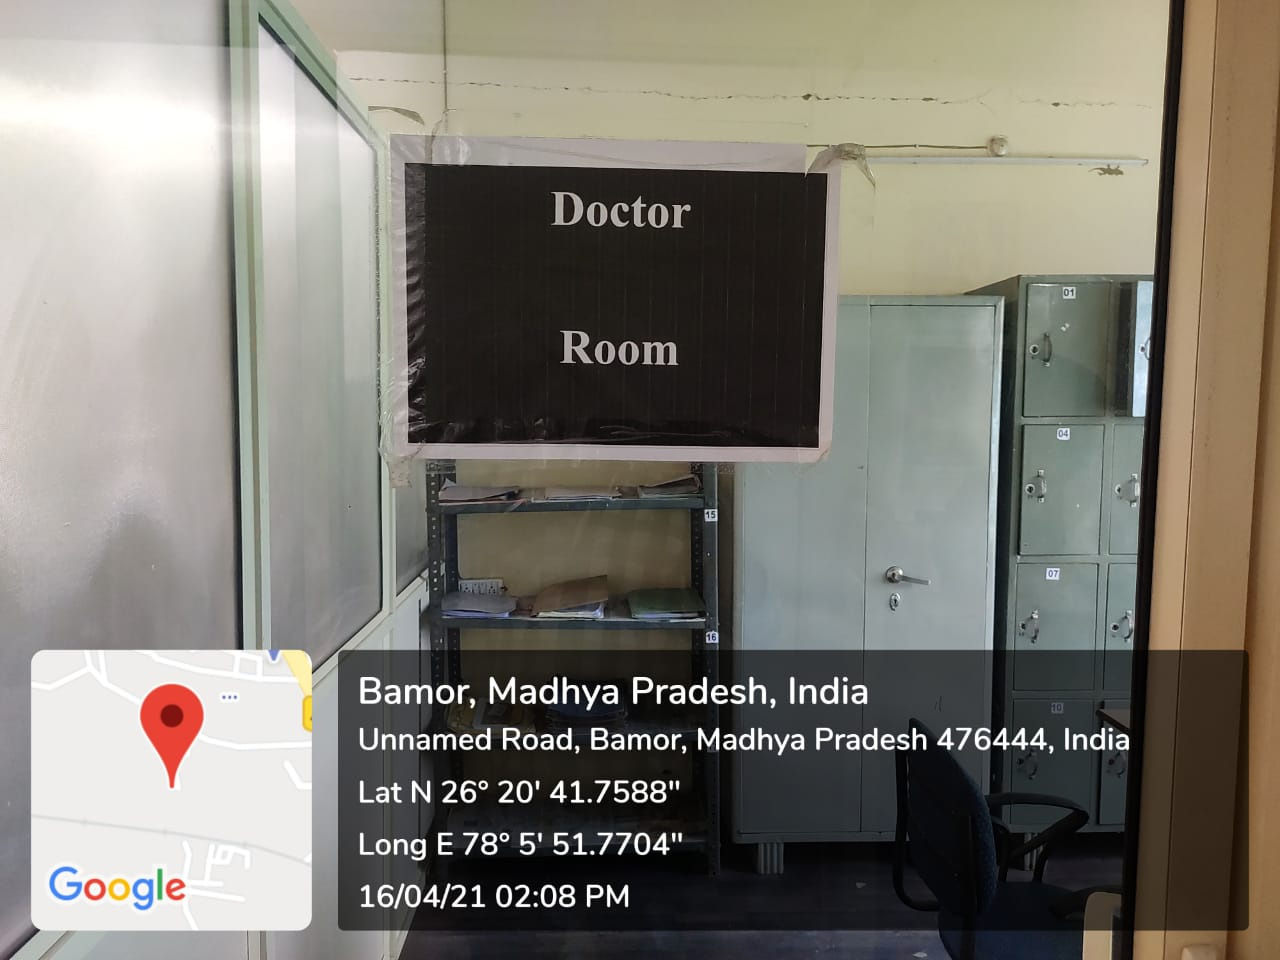 Doctor
Room
01
04
15
07
16
10
Bamor, Madhya Pradesh, India
Unnamed Road, Bamor, Madhya Pradesh 476444, India
Lat N 26° 20' 41.7588"
Long E 78° 5' 51.7704"
16/04/21 02:08 PM
Google